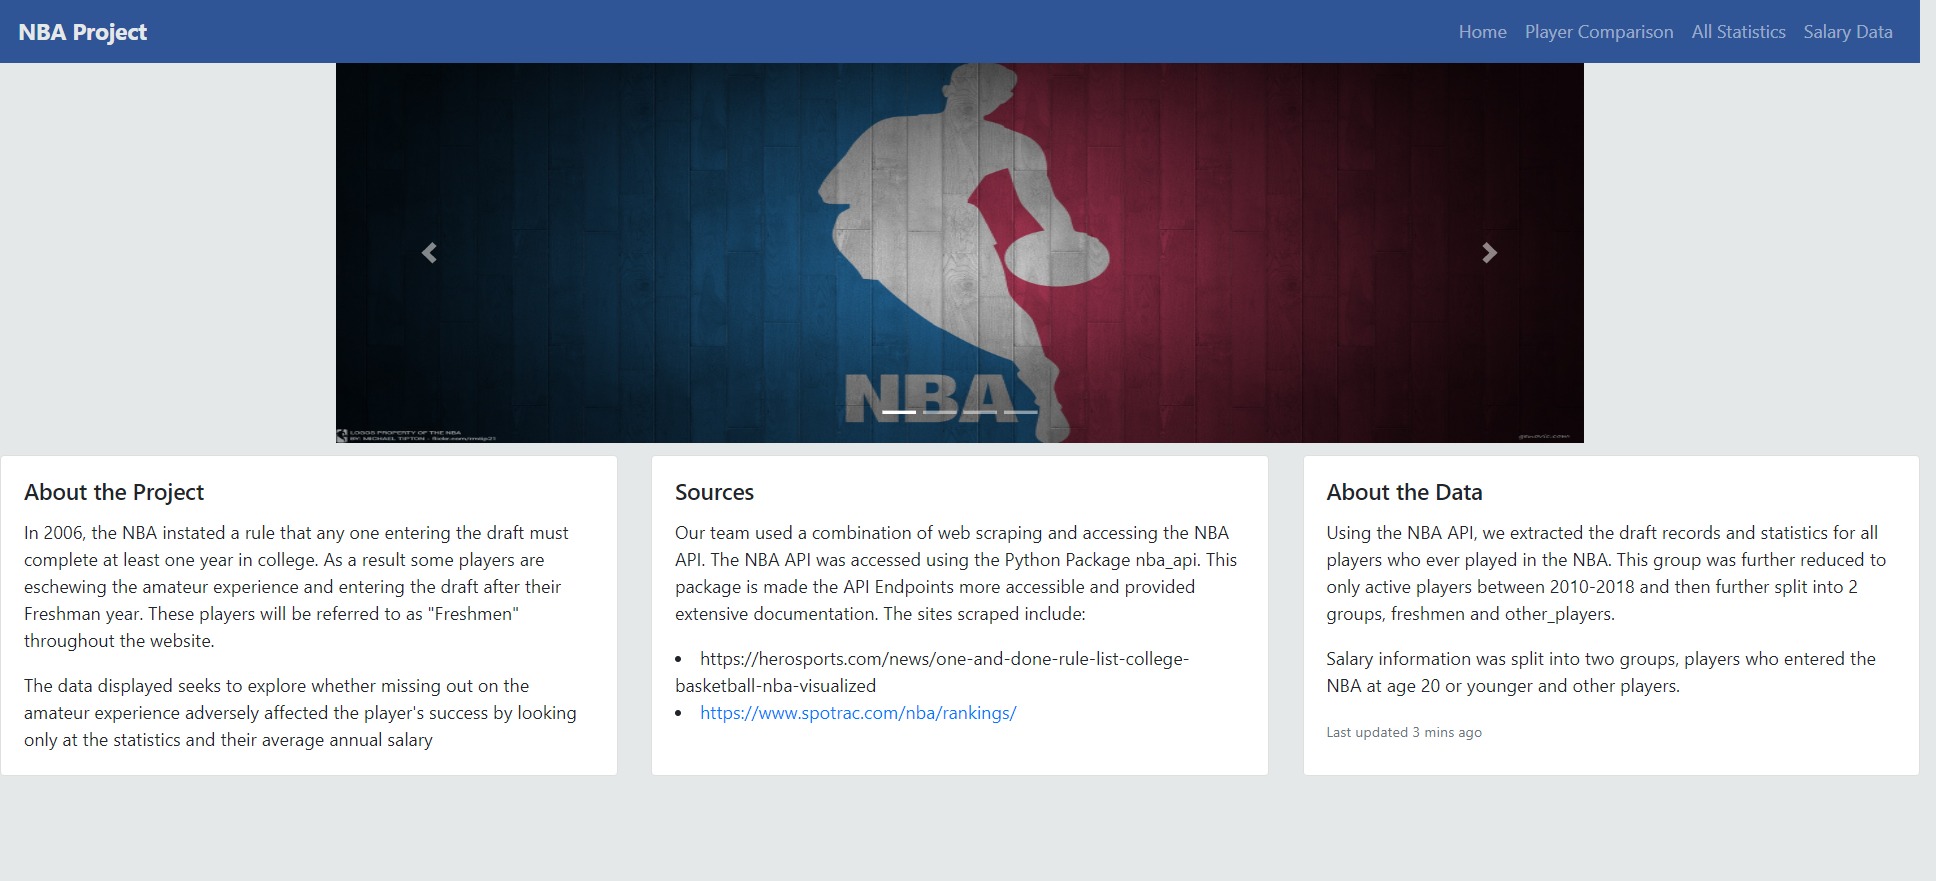 NBA Project
Home Player Comparison All Statistics Salary Data
NBA
LOGOS PROPERTY OF THE NBA
BY: MICHAEL TIPTON - flickr.com/mstip21
About the Project
In 2006, the NBA instated a rule that any one entering the draft must
complete at least one year in college. As a result some players are
eschewing the amateur experience and entering the draft after their
Freshman year. These players will be referred to as "Freshmen"
throughout the website.
The data displayed seeks to explore whether missing out on the
amateur experience adversely affected the player's success by looking
only at the statistics and their average annual salary
Sources
Our team used a combination of web scraping and accessing the NBA
API. The NBA API was accessed using the Python Package nba_api. This
package is made the API Endpoints more accessible and provided
extensive documentation. The sites scraped include:
• https://herosports.com/news/one-and-done-rule-list-college-
basketball-nba-visualized
• https://www.spotrac.com/nba/rankings/
About the Data
Using the NBA API, we extracted the draft records and statistics for all
players who ever played in the NBA. This group was further reduced to
only active players between 2010-2018 and then further split into 2
groups, freshmen and other_players.
Salary information was split into two groups, players who entered the
NBA at age 20 or younger and other players.
Last updated 3 mins ago